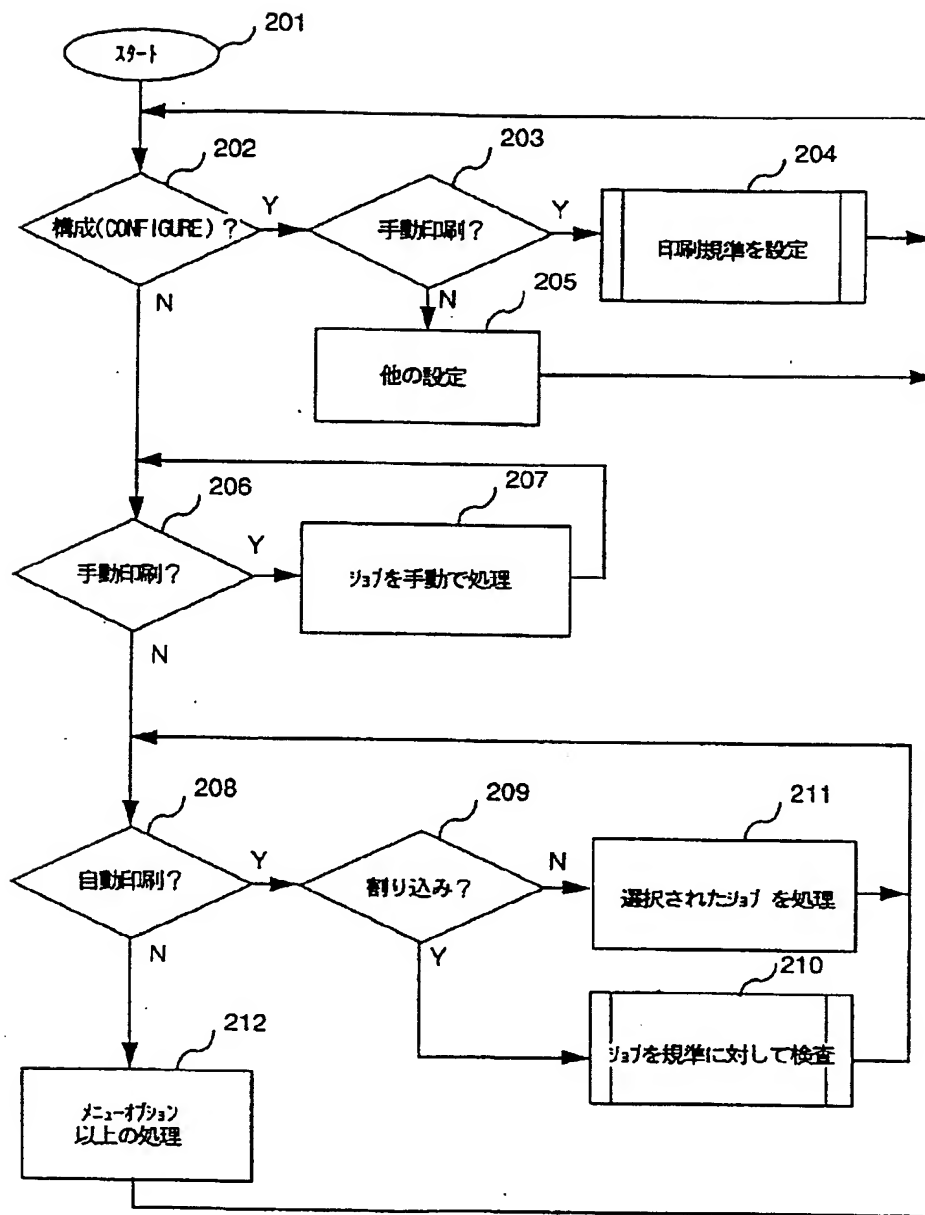 201
スタート
202
203
204
構成(CONFIGURE)?
Y
手動印刷?
Y
印刷規準を設定
N
N
205
他の設定
206
207
手動印刷?
Y
ジョブを手動で処理
N
208
209
211
自動印刷?
Y
割り込み?
N
選択されたジョブを処理
N
Y
210
ジョブを規準に対して検査
212
メニューオプション
以上の処理